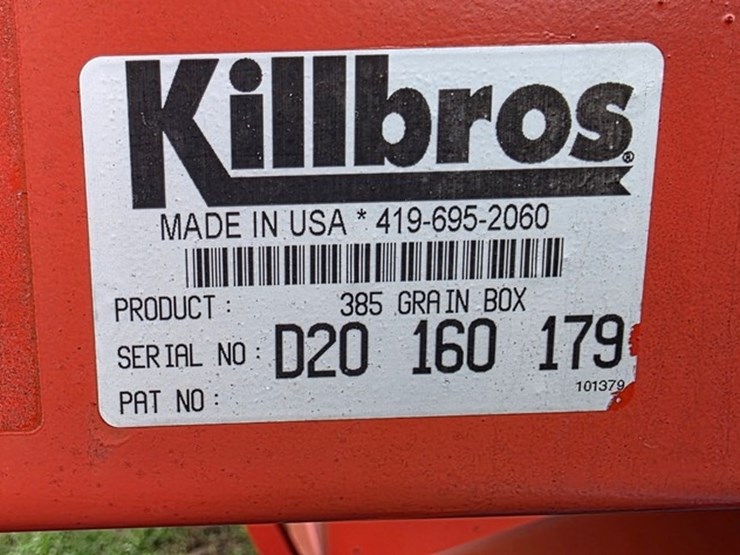 Killbros®
MADE IN USA * 419-695-2060
PRODUCT : 385 GRAIN BOX
SERIAL NO : D20 160 179
PAT NO : 101379